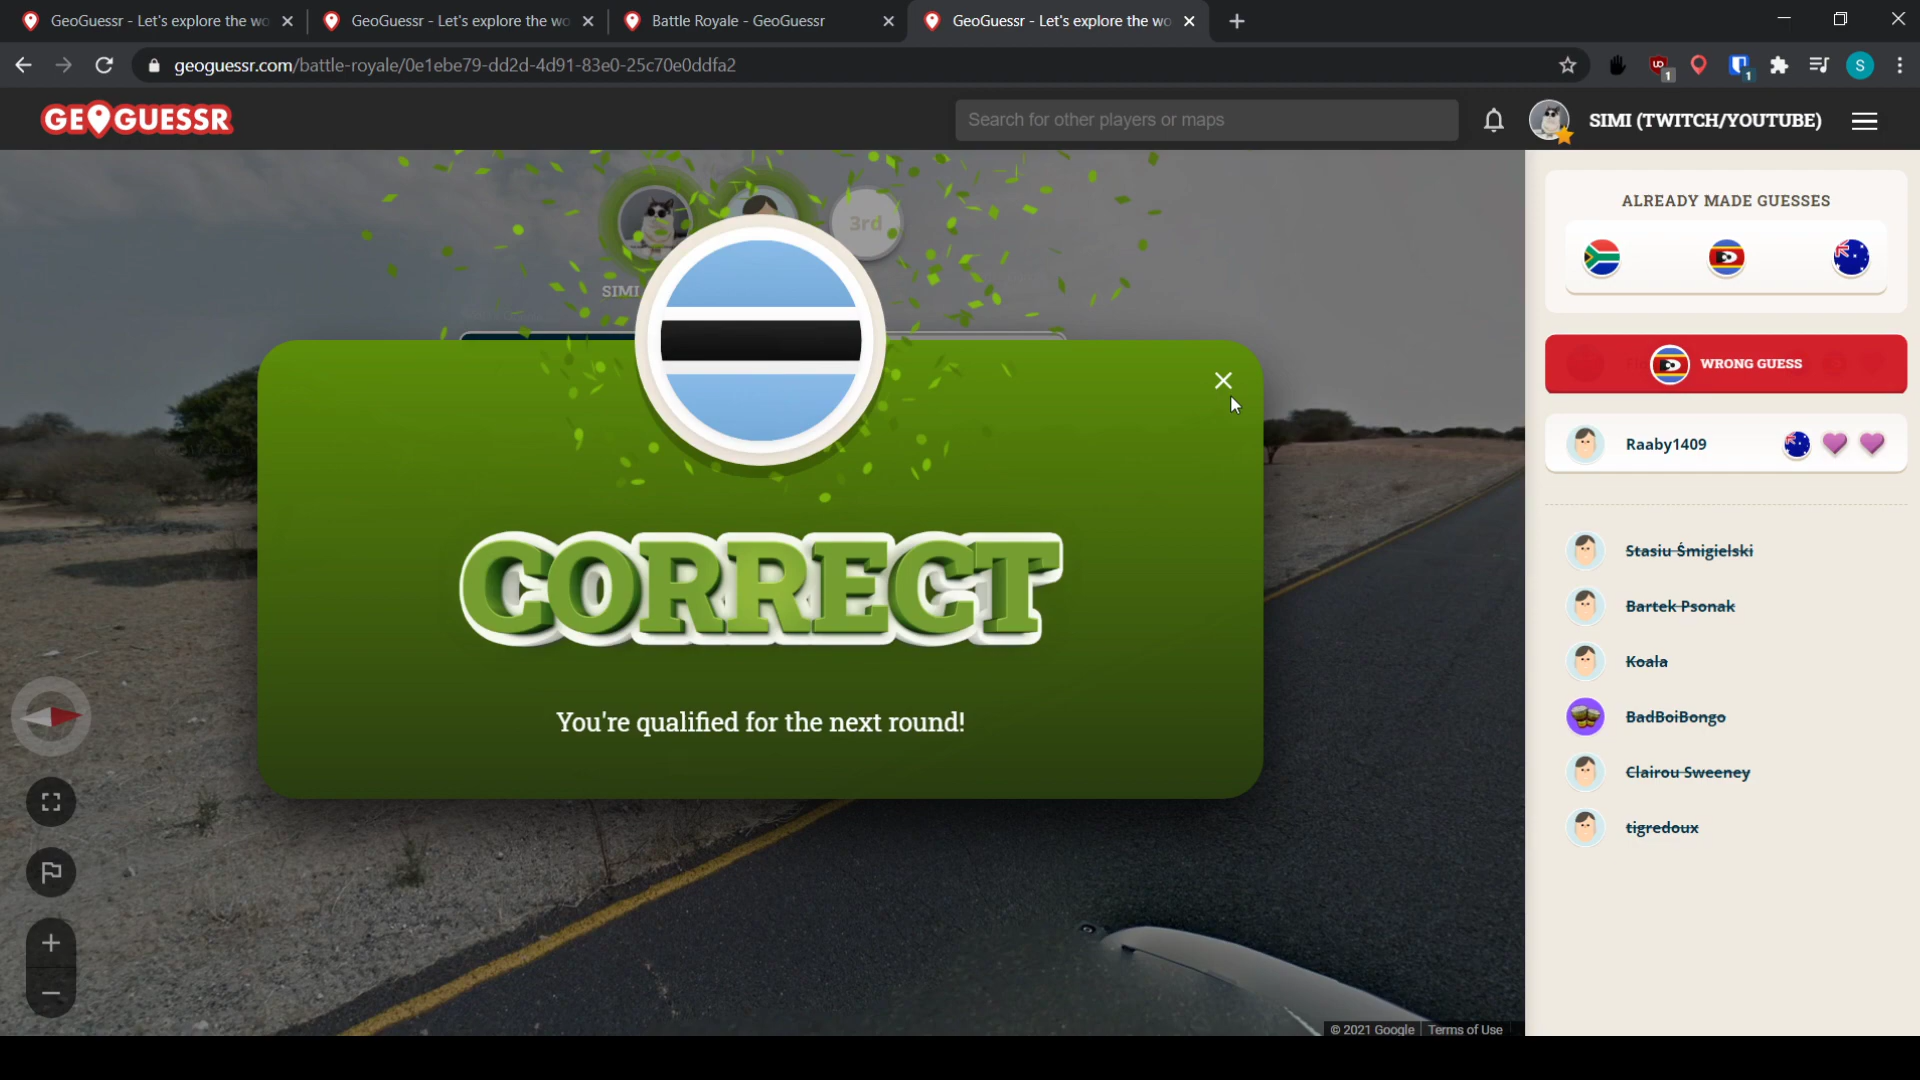 GeoGuessr - Let's explore the wo
GeoGuessr - Let's explore the wo
Battle Royale - GeoGuessr
GeoGuessr - Let's explore the wo
geoguessr.com/battle-royale/0e1ebe79-dd2d-4d91-83e0-25c70e0ddfa2
1
1
S
GEOGUESSR
Search for other players or maps
SIMI (TWITCH/YOUTUBE)
3rd
SIMI
CORRECT
You're qualified for the next round!
ALREADY MADE GUESSES
WRONG GUESS
Raaby1409
Stasiu Śmigielski
Bartek Psonak
Koala
BadBoiBongo
Clairou Sweeney
tigredoux
© 2021 Google
Terms of Use